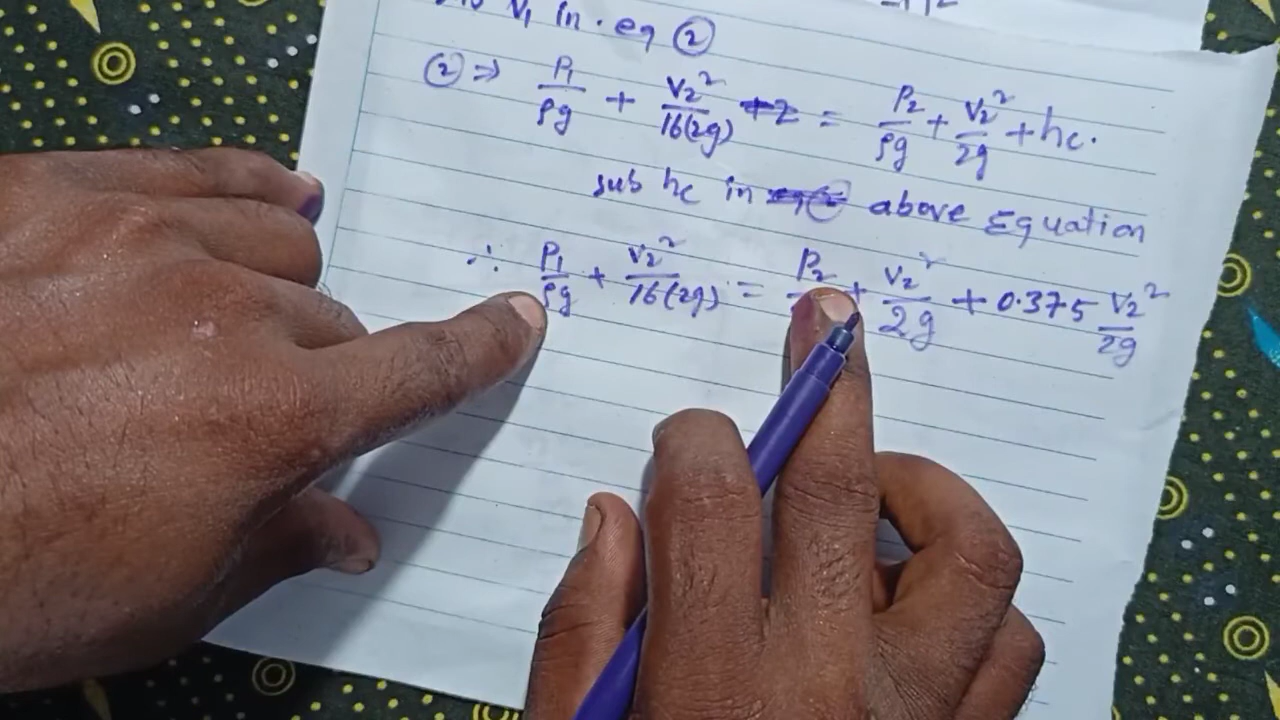 V₁ in. eq ②
② ⇒ P₁/ρg + V₂²/16(2g) = P₂/ρg + V₂²/2g + hc.
sub hc in above Equation
∴ P₁/ρg + V₂²/16(2g) = P₂ + V₂²/2g + 0.375 V₂²/2g